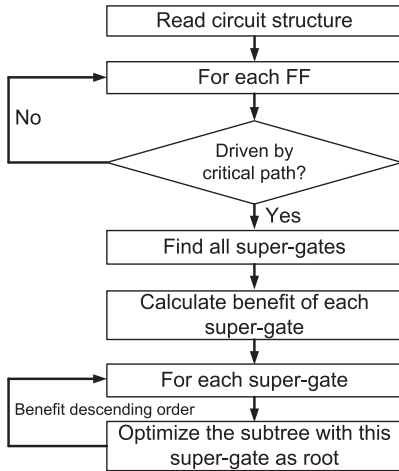 Read circuit structure
For each FF
No
Driven by
critical path?
Yes
Find all super-gates
Calculate benefit of each
super-gate
For each super-gate
Benefit descending order
Optimize the subtree with this
super-gate as root